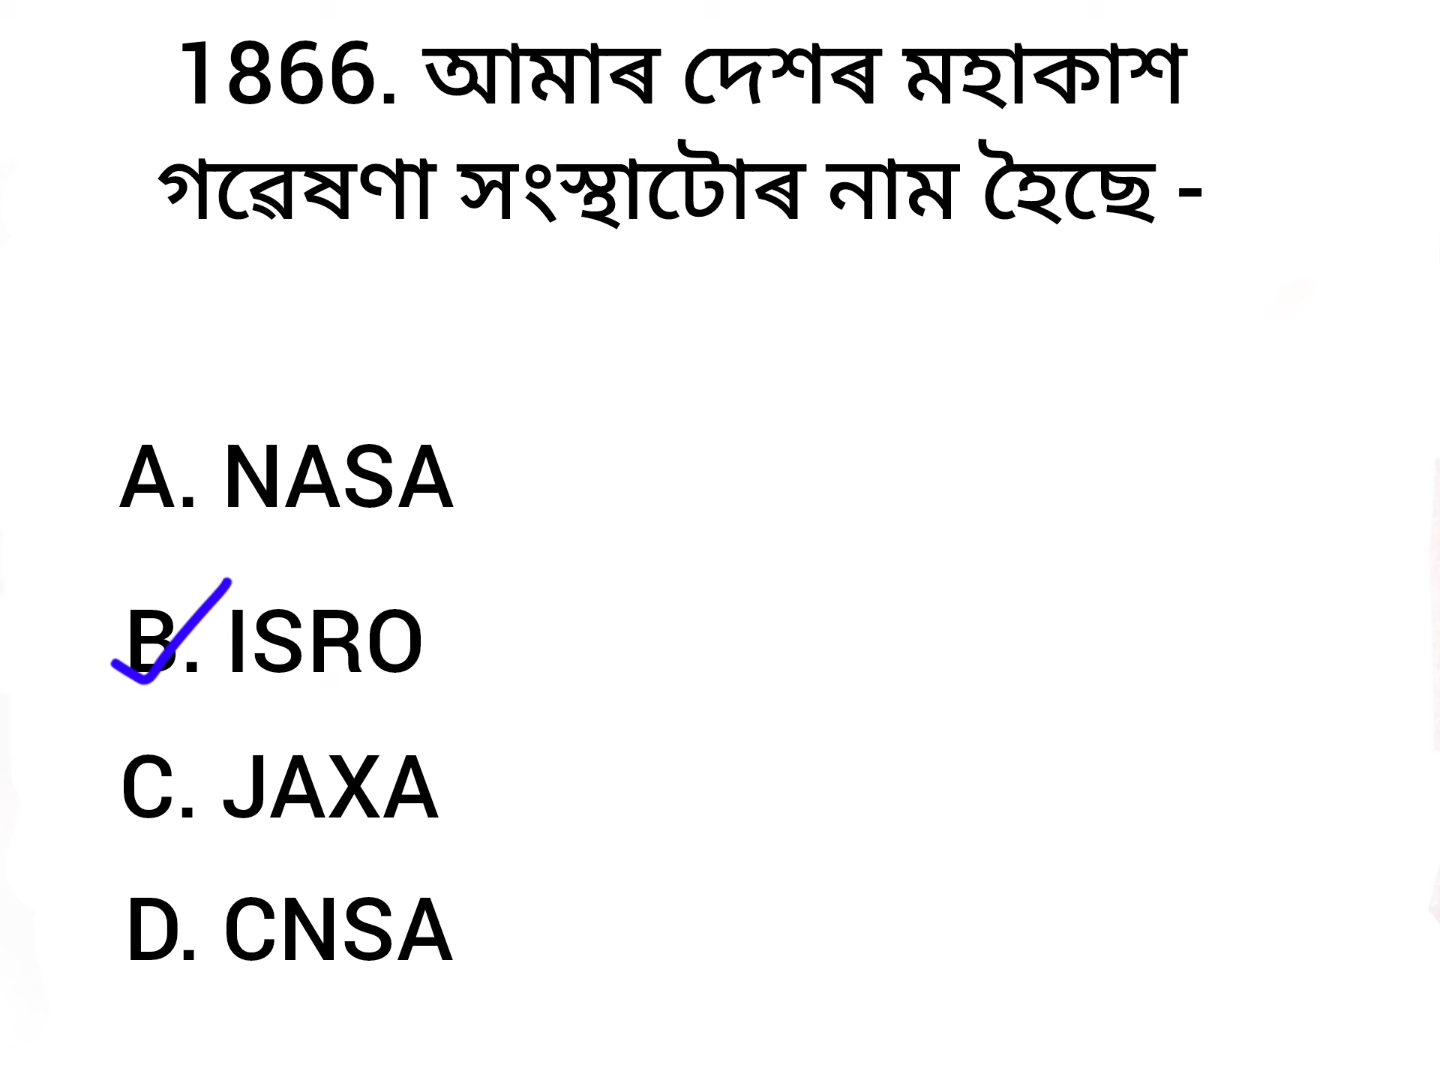 1866. আমাৰ দেশৰ মহাকাশ
গৱেষণা সংস্থাটোৰ নাম হৈছে -
A. NASA
B. ISRO
C. JAXA
D. CNSA